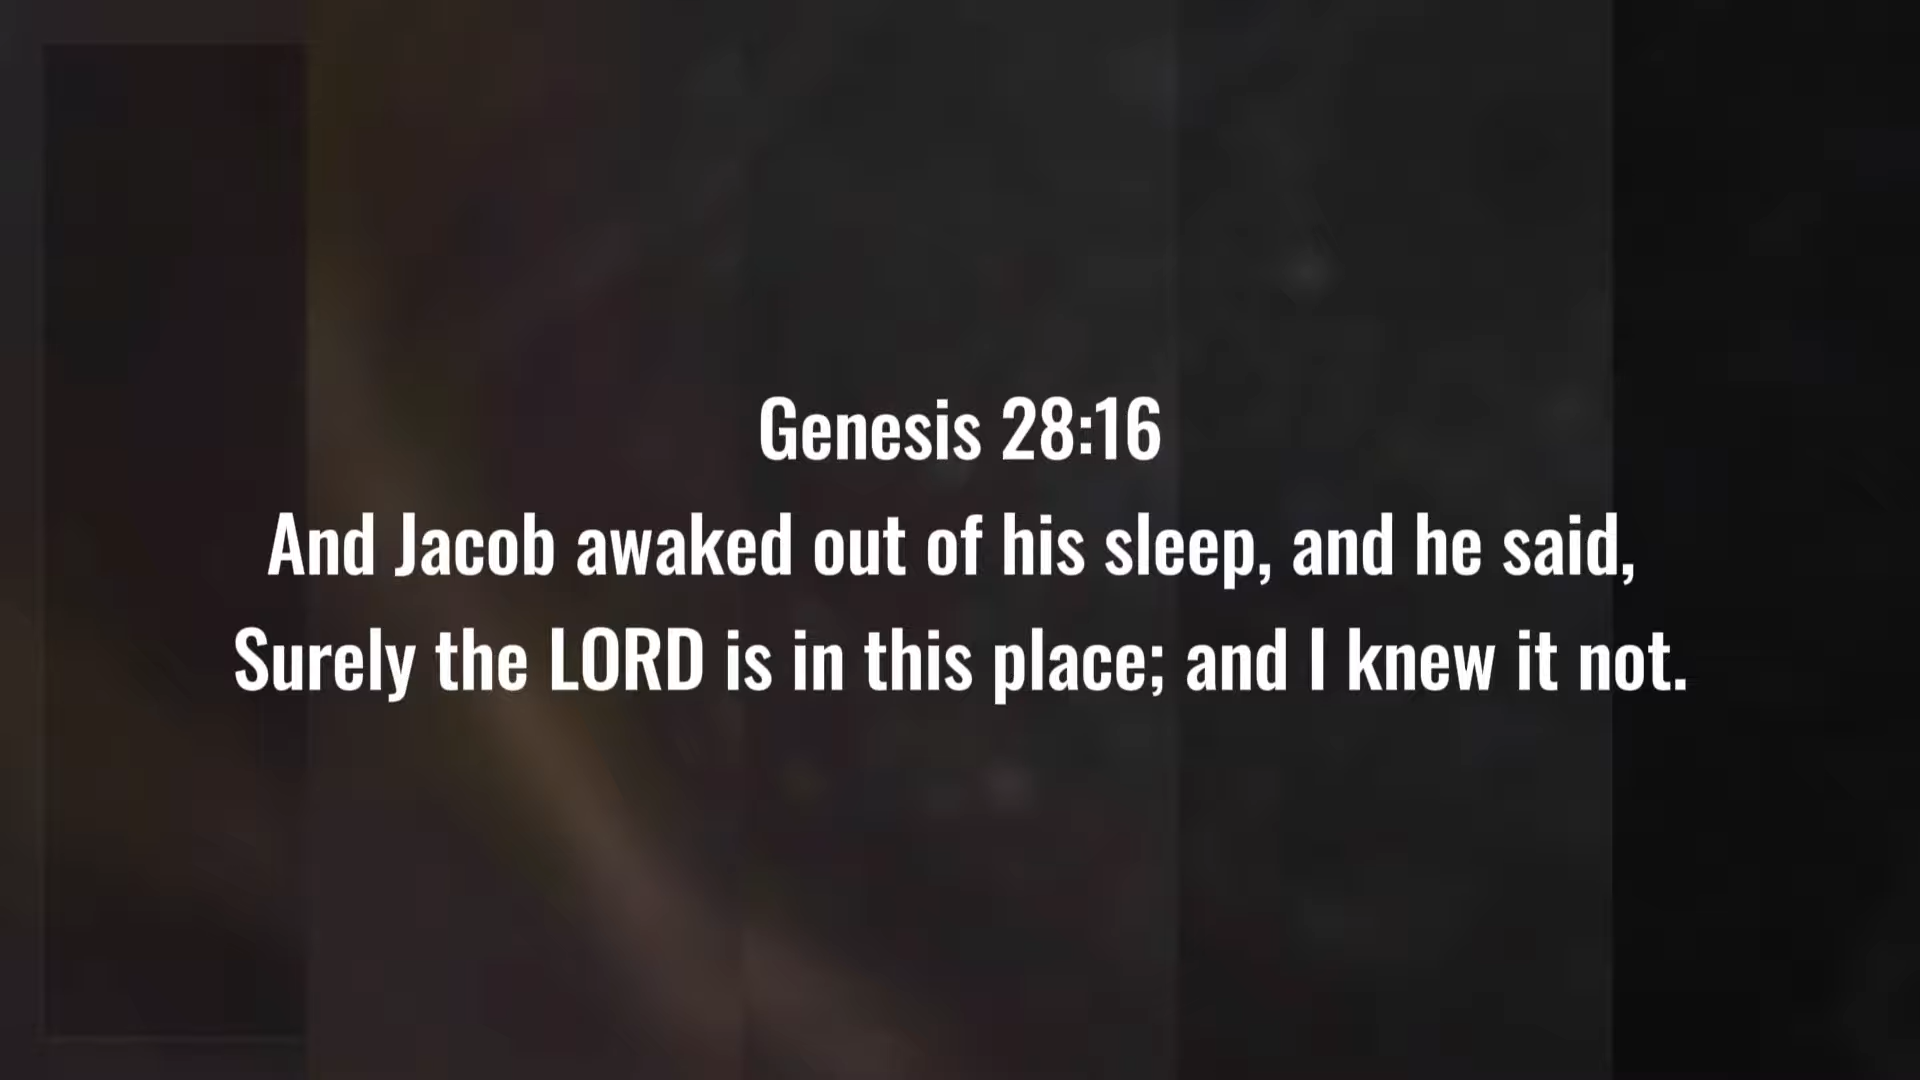 Genesis 28:16
And Jacob awaked out of his sleep, and he said,
Surely the LORD is in this place; and I knew it not.